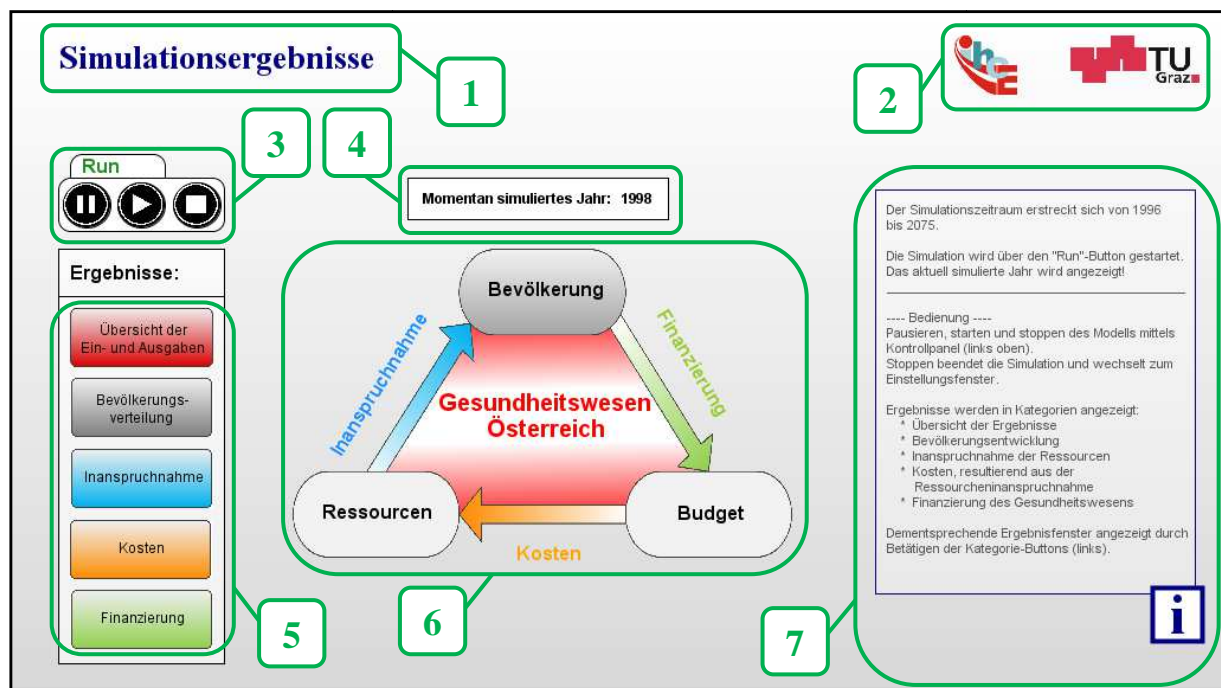 Simulationsergebnisse
1
2
ihce
TU
Graz
3
4
Run
Momentan simuliertes Jahr: 1998
Ergebnisse:
Übersicht der
Ein- und Ausgaben
Bevölkerungs-
verteilung
Inanspruchnahme
Kosten
Finanzierung
5
Bevölkerung
Inanspruchnahme
Finanzierung
Gesundheitswesen
Österreich
Ressourcen
Budget
Kosten
6
Der Simulationszeitraum erstreckt sich von 1996
bis 2075.
Die Simulation wird über den "Run"-Button gestartet.
Das aktuell simulierte Jahr wird angezeigt!
---- Bedienung ----
Pausieren, starten und stoppen des Modells mittels
Kontrollpanel (links oben).
Stoppen beendet die Simulation und wechselt zum
Einstellungsfenster.
Ergebnisse werden in Kategorien angezeigt:
* Übersicht der Ergebnisse
* Bevölkerungsentwicklung
* Inanspruchnahme der Ressourcen
* Kosten, resultierend aus der
Ressourcheninanspruchnahme
* Finanzierung des Gesundheitswesens
Dementsprechende Ergebnisfenster angezeigt durch
Betätigen der Kategorie-Buttons (links).
i
7